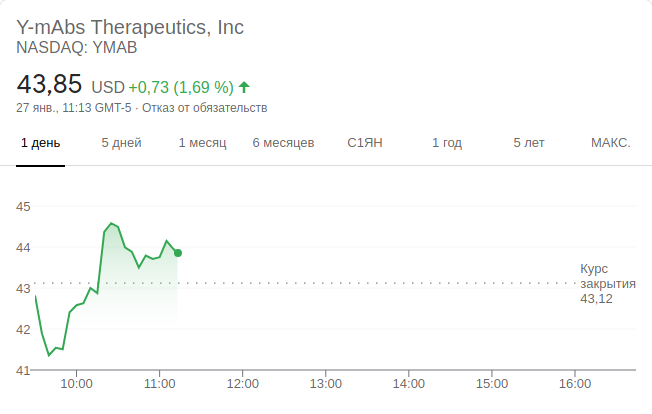 Y-mAbs Therapeutics, Inc
NASDAQ: YMAB
43,85 USD +0,73 (1,69 %)
27 янв., 11:13 GMT-5 · Отказ от обязательств
1 день 5 дней 1 месяц 6 месяцев С1ЯН 1 год 5 лет МАКС.
45
44
43
42
41
Курс
закрытия
43,12
10:00 11:00 12:00 13:00 14:00 15:00 16:00